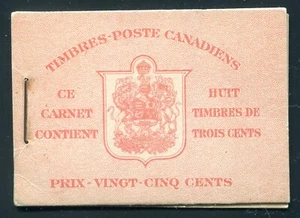 TIMBRES-POSTE CANADIENS
CE
CARNET
CONTIENT
HUIT
TIMBRES DE
TROIS CENTS
PRIX-VINGT-CINQ CENTS